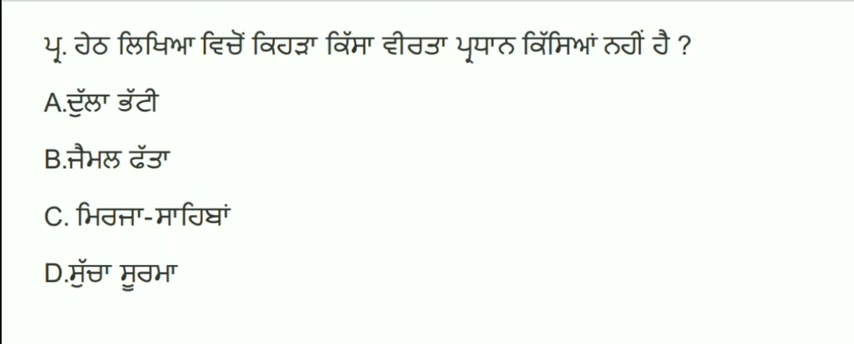 ਪ੍ਰ. ਹੇਠ ਲਿਖਿਆ ਵਿਚੋਂ ਕਿਹੜਾ ਕਿੱਸਾ ਵੀਰਤਾ ਪ੍ਰਧਾਨ ਕਿੱਸਿਆਂ ਨਹੀਂ ਹੈ ?
A.ਦੁੱਲਾ ਭੱਟੀ
B.ਜੈਮਲ ਫੱਤਾ
C. ਮਿਰਜਾ-ਸਾਹਿਬਾਂ
D.ਸੁੱਚਾ ਸੂਰਮਾ